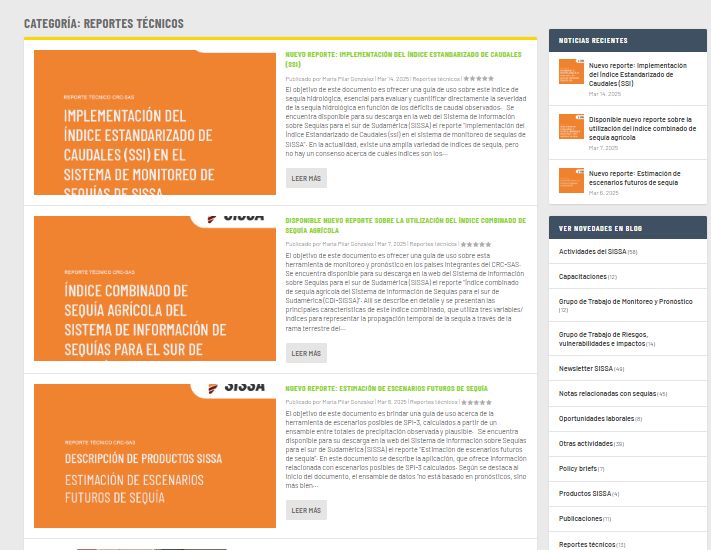 CATEGORÍA: REPORTES TÉCNICOS
REPORTE TÉCNICO CRC-SAS
IMPLEMENTACIÓN DEL
ÍNDICE ESTANDARIZADO DE
CAUDALES (SSI) EN EL
SISTEMA DE MONITOREO DE
SEQUÍAS DE SISSA
NUEVO REPORTE: IMPLEMENTACIÓN DEL ÍNDICE ESTANDARIZADO DE CAUDALES
(SSI)
Publicado por María Pilar Gonzalez | Mar 14, 2025 | Reportes técnicos |
El objetivo de este documento es ofrecer una guía de uso sobre este índice de
sequía hidrológica, esencial para evaluar y cuantificar directamente la severidad
de la sequía hidrológica en función de los déficits de caudal observados. Se
encuentra disponible para su descarga en la web del Sistema de Información
sobre Sequías para el sur de Sudamérica (SISSA) el reporte "Implementación del
Índice Estandarizado de Caudales (ssi) en el sistema de monitoreo de sequías de
SISSA". En la actualidad, existe una amplia variedad de índices de sequía, pero
no hay un consenso acerca de cuáles índices son los...
LEER MÁS
SISSA
REPORTE TÉCNICO CRC-SAS
ÍNDICE COMBINADO DE
SEQUÍA AGRÍCOLA DEL
SISTEMA DE INFORMACIÓN DE
SEQUÍAS PARA EL SUR DE
DISPONIBLE NUEVO REPORTE SOBRE LA UTILIZACIÓN DEL ÍNDICE COMBINADO DE
SEQUÍA AGRÍCOLA
Publicado por María Pilar Gonzalez | Mar 7, 2025 | Reportes técnicos |
El objetivo de este documento es ofrecer una guía de uso sobre esta
herramienta de monitoreo y pronóstico en los países integrantes del CRC-SAS.
Se encuentra disponible para su descarga en la web del Sistema de Información
sobre Sequías para el sur de Sudamérica (SISSA) el reporte "Índice combinado
de sequía agrícola del Sistema de Información de Sequías para el sur de
Sudamérica (CDI-SISSA)". Allí se describe en detalle y se presentan las
principales características de este índice combinado, que utiliza tres variables/
índices para representar la propagación temporal de la sequía a través de la
rama terrestre del...
LEER MÁS
SISSA
REPORTE TÉCNICO CRC-SAS
DESCRIPCIÓN DE PRODUCTOS SISSA
ESTIMACIÓN DE ESCENARIOS
FUTUROS DE SEQUÍA
NUEVO REPORTE: ESTIMACIÓN DE ESCENARIOS FUTUROS DE SEQUÍA
Publicado por María Pilar Gonzalez | Mar 6, 2025 | Reportes técnicos |
El objetivo de este documento es brindar una guía de uso acerca de la
herramienta de escenarios posibles de SPI-3, calculados a partir de un
ensamble entre totales de precipitación observada y plausible. Se encuentra
disponible para su descarga en la web del Sistema de Información sobre Sequías
para el sur de Sudamérica (SISSA) el reporte "Estimación de escenarios futuros
de sequía". En este documento se describe la aplicación, que ofrece información
relacionada con escenarios posibles de SPI-3 calculados. Según se destaca al
inicio del documento, el ensamble de datos "no está basado en pronósticos, sino
más bien...
LEER MÁS
NOTICIAS RECIENTES
Nuevo reporte: Implementación
del Índice Estandarizado de
Caudales (SSI)
Mar 14, 2025
Disponible nuevo reporte sobre la
utilización del índice combinado de
sequía agrícola
Mar 7, 2025
Nuevo reporte: Estimación de
escenarios futuros de sequía
Mar 6, 2025
VER NOVEDADES EN BLOG
Actividades del SISSA (58)
Capacitaciones (12)
Grupo de Trabajo de Monitoreo y Pronóstico
(12)
Grupo de Trabajo de Riesgos,
vulnerabilidades e impactos (14)
Newsletter SISSA (49)
Notas relacionadas con sequías (45)
Oportunidades laborales (8)
Otras actividades (39)
Policy briefs (7)
Productos SISSA (4)
Publicaciones (71)
Reportes técnicos (13)